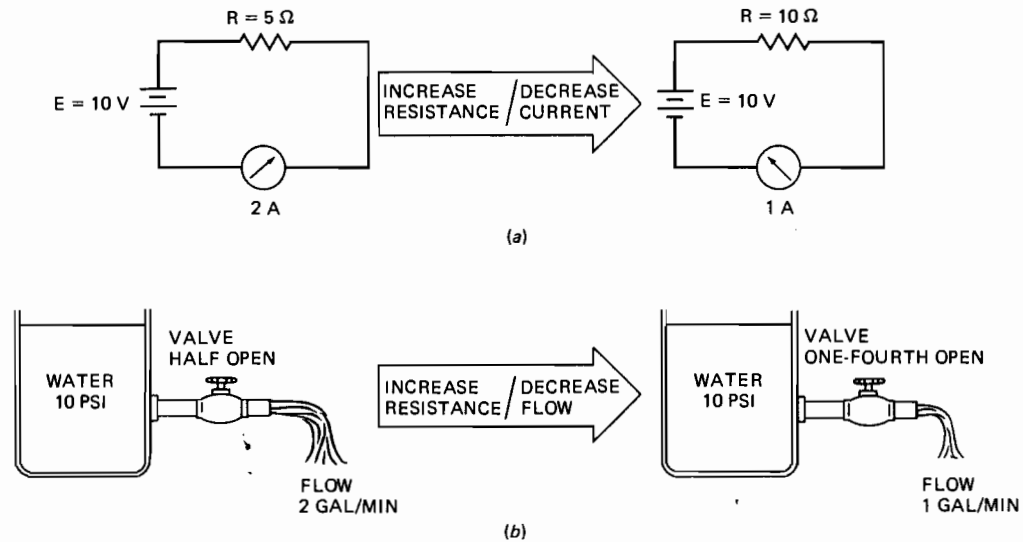 R = 5 Ω
E = 10 V
2 A
INCREASE / DECREASE
RESISTANCE / CURRENT
R = 10 Ω
E = 10 V
1 A
(a)
WATER
10 PSI
VALVE
HALF OPEN
FLOW
2 GAL/MIN
INCREASE / DECREASE
RESISTANCE / FLOW
WATER
10 PSI
VALVE
ONE-FOURTH OPEN
FLOW
1 GAL/MIN
(b)